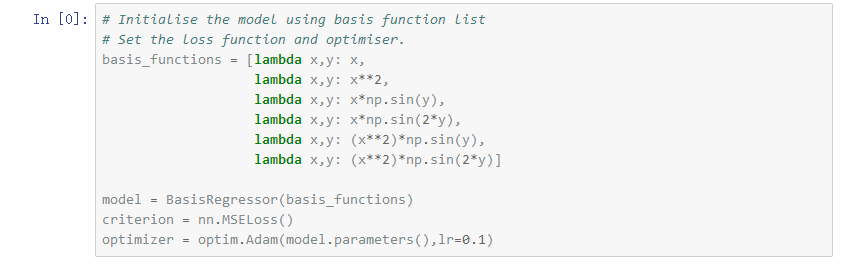 In [0]: # Initialise the model using basis function list
# Set the loss function and optimiser.
basis_functions = [lambda x,y: x,
lambda x,y: x**2,
lambda x,y: x*np.sin(y),
lambda x,y: x*np.sin(2*y),
lambda x,y: (x**2)*np.sin(y),
lambda x,y: (x**2)*np.sin(2*y)]
model = BasisRegressor(basis_functions)
criterion = nn.MSELoss()
optimizer = optim.Adam(model.parameters(),lr=0.1)